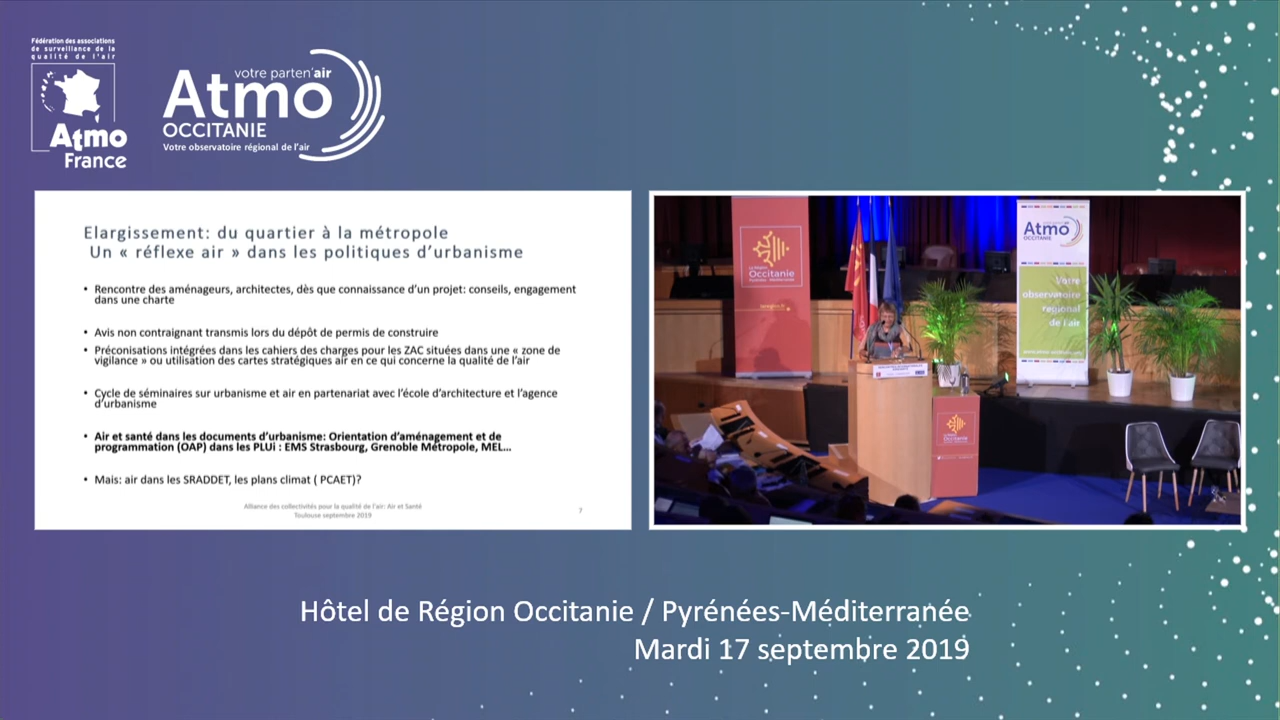 Fédération des associations
de surveillance de la
qualité de l'air
Atmo
France
votre parten'air
Atmo
OCCITANIE
Votre observatoire régional de l'air
Elargissement: du quartier à la métropole
Un « réflexe air » dans les politiques d'urbanisme
• Rencontre des aménageurs, architectes, dès que connaissance d'un projet: conseils, engagement
dans une charte
• Avis non contraignant transmis lors du dépôt de permis de construire
• Préconisations intégrées dans les cahiers des charges pour les ZAC situées dans une « zone de
vigilance » ou utilisation des cartes stratégiques air en ce qui concerne la qualité de l'air
• Cycle de séminaires sur urbanisme et air en partenariat avec l'école d'architecture et l'agence
d'urbanisme
• Air et santé dans les documents d'urbanisme: Orientation d'aménagement et de
programmation (OAP) dans les PLUi : EMS Strasbourg, Grenoble Métropole, MEL...
• Mais: air dans les SRADDET, les plans climat ( PCAET)?
Alliance des collectivités pour la qualité de l'air: Air et Santé
Toulouse septembre 2019
7
La Région
Occitanie
Pyrénées - Méditerranée
Atmo
OCCITANIE
Votre
observatoire
régional
de l'air
Occitanie
Hôtel de Région Occitanie / Pyrénées-Méditerranée
Mardi 17 septembre 2019